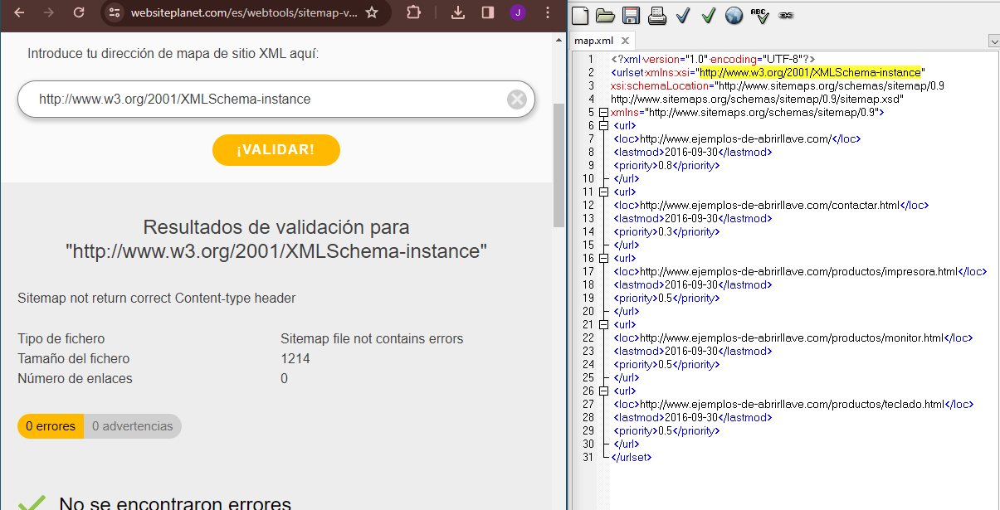 websiteplanet.com/es/webtools/sitemap-v...
J
Introduce tu dirección de mapa de sitio XML aquí:
http://www.w3.org/2001/XMLSchema-instance
¡VALIDAR!
Resultados de validación para
"http://www.w3.org/2001/XMLSchema-instance"
Sitemap not return correct Content-type header
Tipo de fichero Sitemap file not contains errors
Tamaño del fichero 1214
Número de enlaces 0
0 errores 0 advertencias
No se encontraron errores
ABC
map.xml
1 <?xml version="1.0" encoding="UTF-8"?>
2 <urlset xmlns:xsi="http://www.w3.org/2001/XMLSchema-instance"
3 xsi:schemaLocation="http://www.sitemaps.org/schemas/sitemap/0.9
4 http://www.sitemaps.org/schemas/sitemap/0.9/sitemap.xsd"
5 xmlns="http://www.sitemaps.org/schemas/sitemap/0.9">
6 <url>
7 <loc>http://www.ejemplos-de-abrirllave.com/</loc>
8 <lastmod>2016-09-30</lastmod>
9 <priority>0.8</priority>
10 </url>
11 <url>
12 <loc>http://www.ejemplos-de-abrirllave.com/contactar.html</loc>
13 <lastmod>2016-09-30</lastmod>
14 <priority>0.3</priority>
15 </url>
16 <url>
17 <loc>http://www.ejemplos-de-abrirllave.com/productos/impresora.html</loc>
18 <lastmod>2016-09-30</lastmod>
19 <priority>0.5</priority>
20 </url>
21 <url>
22 <loc>http://www.ejemplos-de-abrirllave.com/productos/monitor.html</loc>
23 <lastmod>2016-09-30</lastmod>
24 <priority>0.5</priority>
25 </url>
26 <url>
27 <loc>http://www.ejemplos-de-abrirllave.com/productos/teclado.html</loc>
28 <lastmod>2016-09-30</lastmod>
29 <priority>0.5</priority>
30 </url>
31 </urlset>